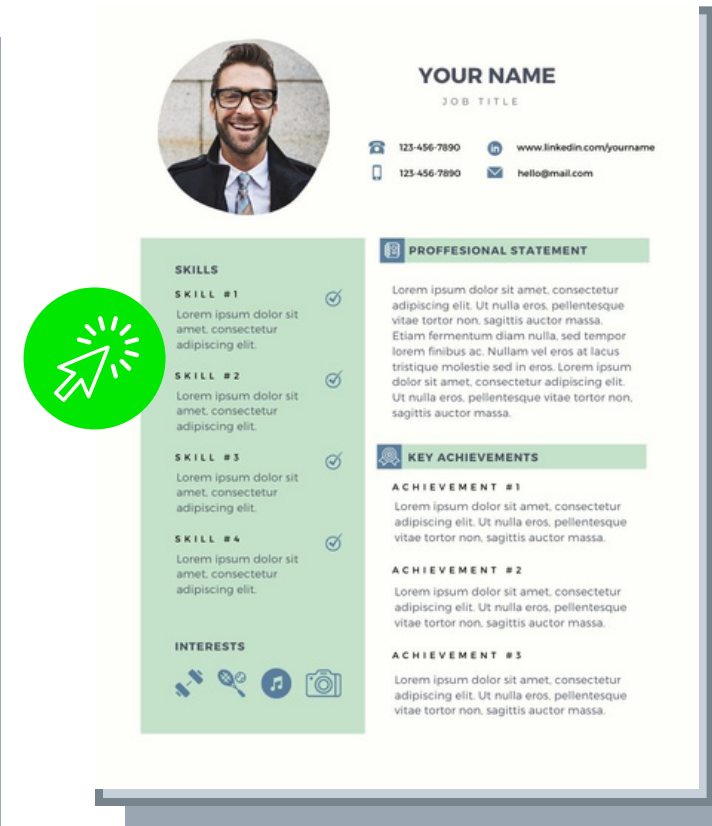 YOUR NAME
JOB TITLE
123-456-7890
www.linkedin.com/yourname
123-456-7890
hello@mail.com
SKILLS
SKILL #1
Lorem ipsum dolor sit
amet, consectetur
adipiscing elit.
SKILL #2
Lorem ipsum dolor sit
amet, consectetur
adipiscing elit.
SKILL #3
Lorem ipsum dolor sit
amet, consectetur
adipiscing elit.
SKILL #4
Lorem ipsum dolor sit
amet, consectetur
adipiscing elit.
INTERESTS
PROFFESIONAL STATEMENT
Lorem ipsum dolor sit amet, consectetur
adipiscing elit. Ut nulla eros, pellentesque
vitae tortor non, sagittis auctor massa.
Etiam fermentum diam nulla, sed tempor
lorem finibus ac. Nullam vel eros at lacus
tristique molestie sed in eros. Lorem ipsum
dolor sit amet, consectetur adipiscing elit.
Ut nulla eros, pellentesque vitae tortor non,
sagittis auctor massa.
KEY ACHIEVEMENTS
ACHIEVEMENT #1
Lorem ipsum dolor sit amet, consectetur
adipiscing elit. Ut nulla eros, pellentesque
vitae tortor non, sagittis auctor massa.
ACHIEVEMENT #2
Lorem ipsum dolor sit amet, consectetur
adipiscing elit. Ut nulla eros, pellentesque
vitae tortor non, sagittis auctor massa.
ACHIEVEMENT #3
Lorem ipsum dolor sit amet, consectetur
adipiscing elit. Ut nulla eros, pellentesque
vitae tortor non, sagittis auctor massa.